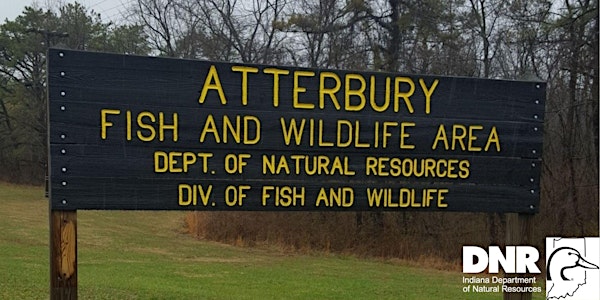 ATTERBURY
FISH AND WILDLIFE AREA
DEPT. OF NATURAL RESOURCES
DIV. OF FISH AND WILDLIFE
DNR
Indiana Department
of Natural Resources